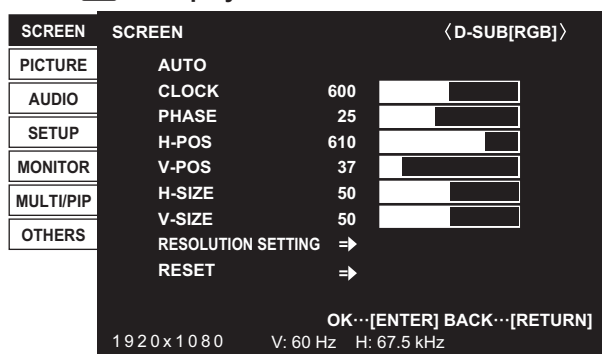 SCREEN
PICTURE
AUDIO
SETUP
MONITOR
MULTI/PIP
OTHERS
SCREEN 〈D-SUB[RGB]〉
AUTO
CLOCK 600
PHASE 25
H-POS 610
V-POS 37
H-SIZE 50
V-SIZE 50
RESOLUTION SETTING
RESET
OK···[ENTER] BACK···[RETURN]
1920x1080 V: 60 Hz H: 67.5 kHz